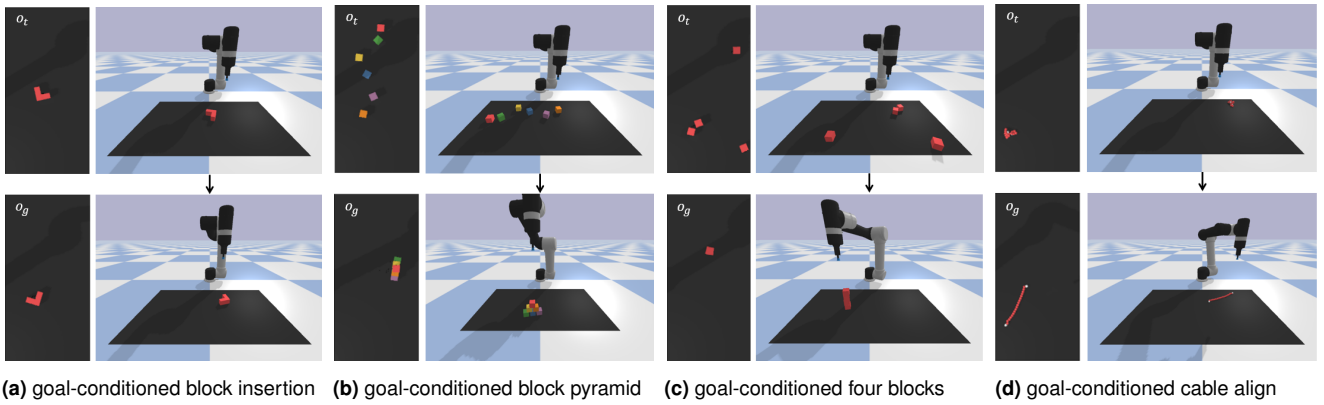 o_t
o_t
o_t
o_t
o_g
o_g
o_g
o_g
(a) goal-conditioned block insertion
(b) goal-conditioned block pyramid
(c) goal-conditioned four blocks
(d) goal-conditioned cable align